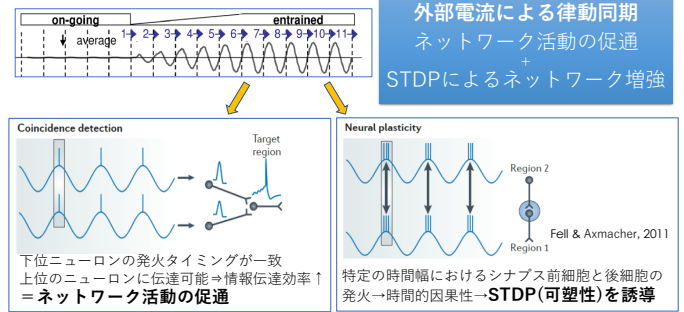 on-going
entrained
average
1 2 3 4 5 6 7 8 9 10 11
外部電流による律動同期
ネットワーク活動の促通
+
STDPによるネットワーク増強
Coincidence detection
Target
region
下位ニューロンの発火タイミングが一致
上位のニューロンに伝達可能⇒情報伝達効率↑
＝ネットワーク活動の促通
Neural plasticity
Region 2
Region 1
Fell & Axmacher, 2011
特定の時間幅におけるシナプス前細胞と後細胞の
発火→時間的因果性→STDP(可塑性)を誘導